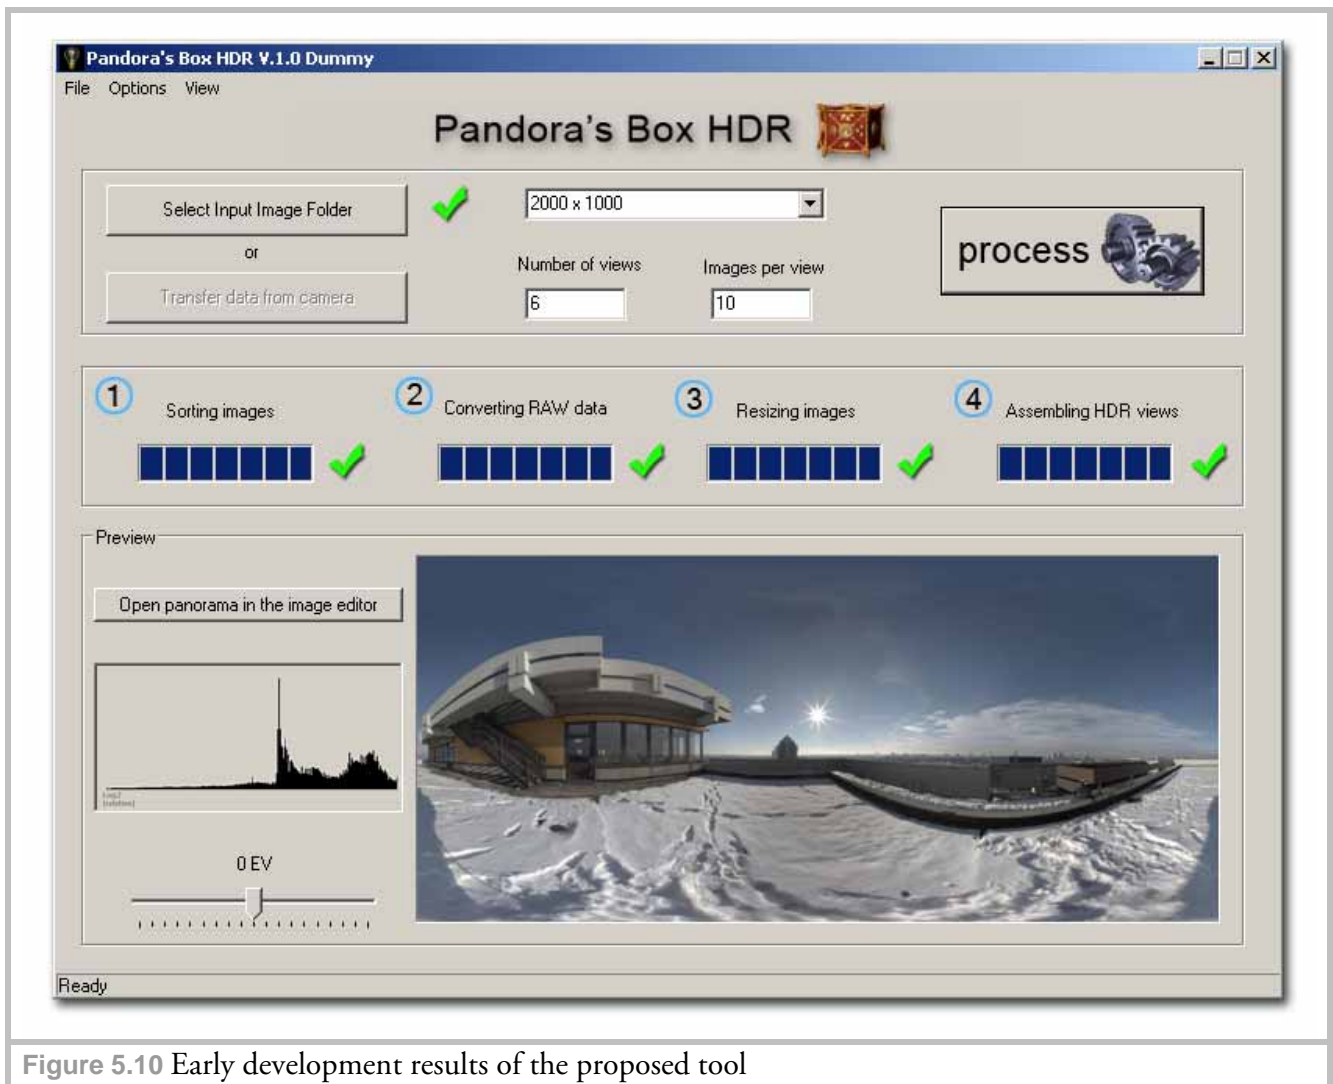 Pandora's Box HDR V.1.0 Dummy
File Options View
Pandora's Box HDR
Select Input Image Folder
2000 x 1000
or
Transfer data from camera
Number of views
Images per view
6
10
process
1 Sorting images
2 Converting RAW data
3 Resizing images
4 Assembling HDR views
Preview
Open panorama in the image editor
0 EV
Ready
Figure 5.10 Early development results of the proposed tool